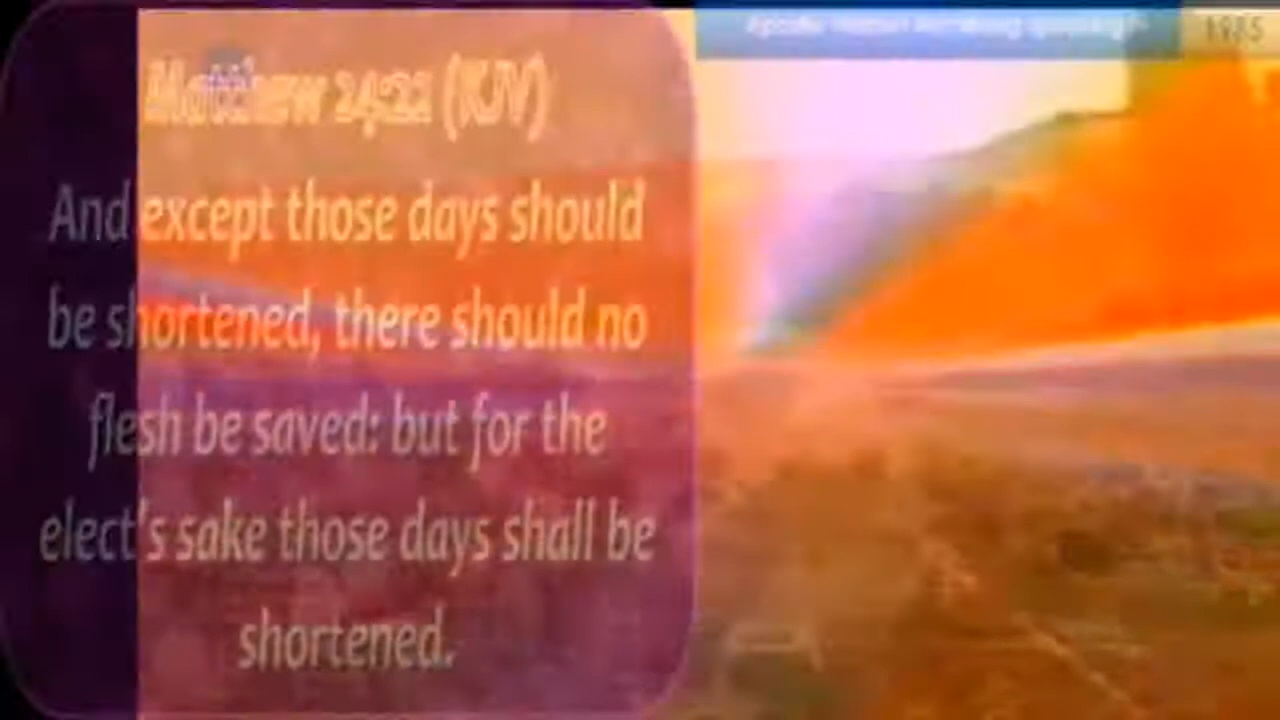 Matthew 24:22 (KJV)
And except those days should
be shortened, there should no
flesh be saved: but for the
elect's sake those days shall be
shortened.
1985